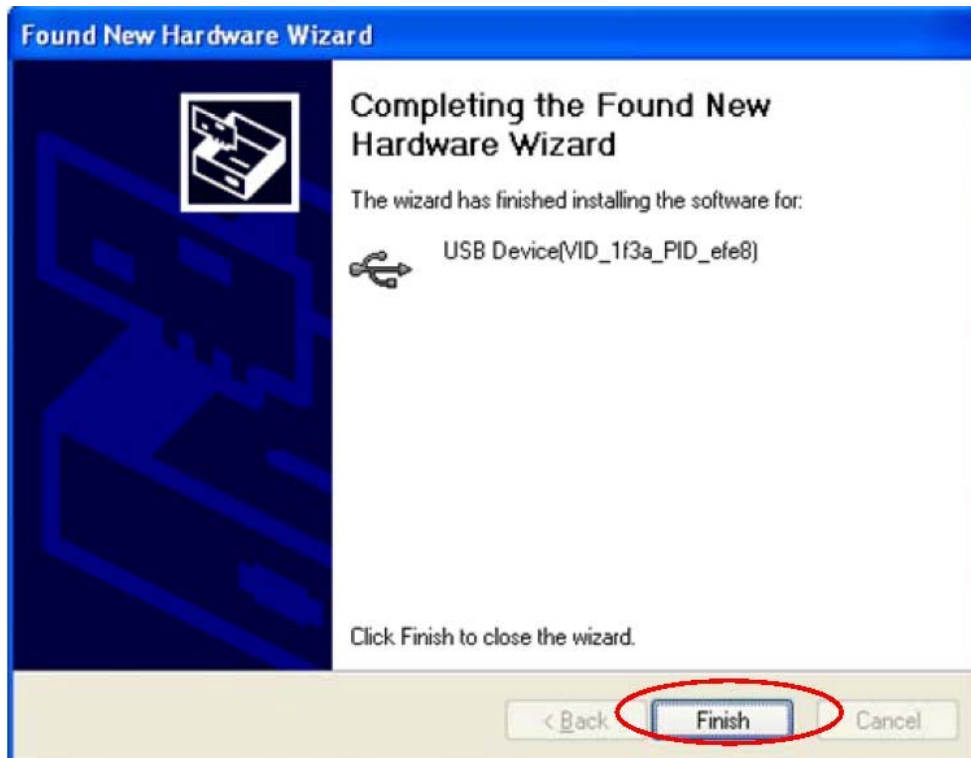 Found New Hardware Wizard
Completing the Found New
Hardware Wizard
The wizard has finished installing the software for:
USB Device(VID_1f3a_PID_efe8)
Click Finish to close the wizard.
< Back
Finish
Cancel